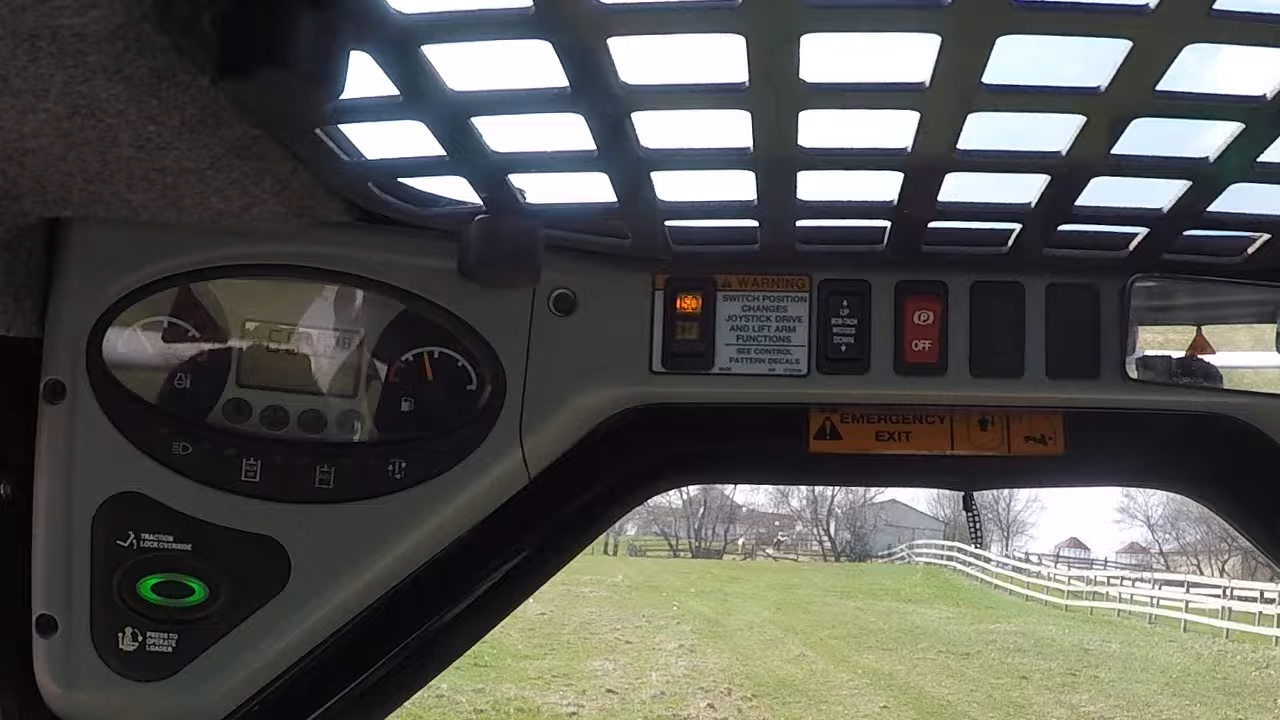 WARNING
SWITCH POSITION
CHANGES
JOYSTICK DRIVE
AND LIFT ARM
FUNCTIONS
SEE CONTROL
PATTERN DECALS
ISO
UP
BOB-TACH
WEDGES
DOWN
P
OFF
EMERGENCY
EXIT
TRACTION
LOCK OVERRIDE
PRESS TO
OPERATE
LOADER